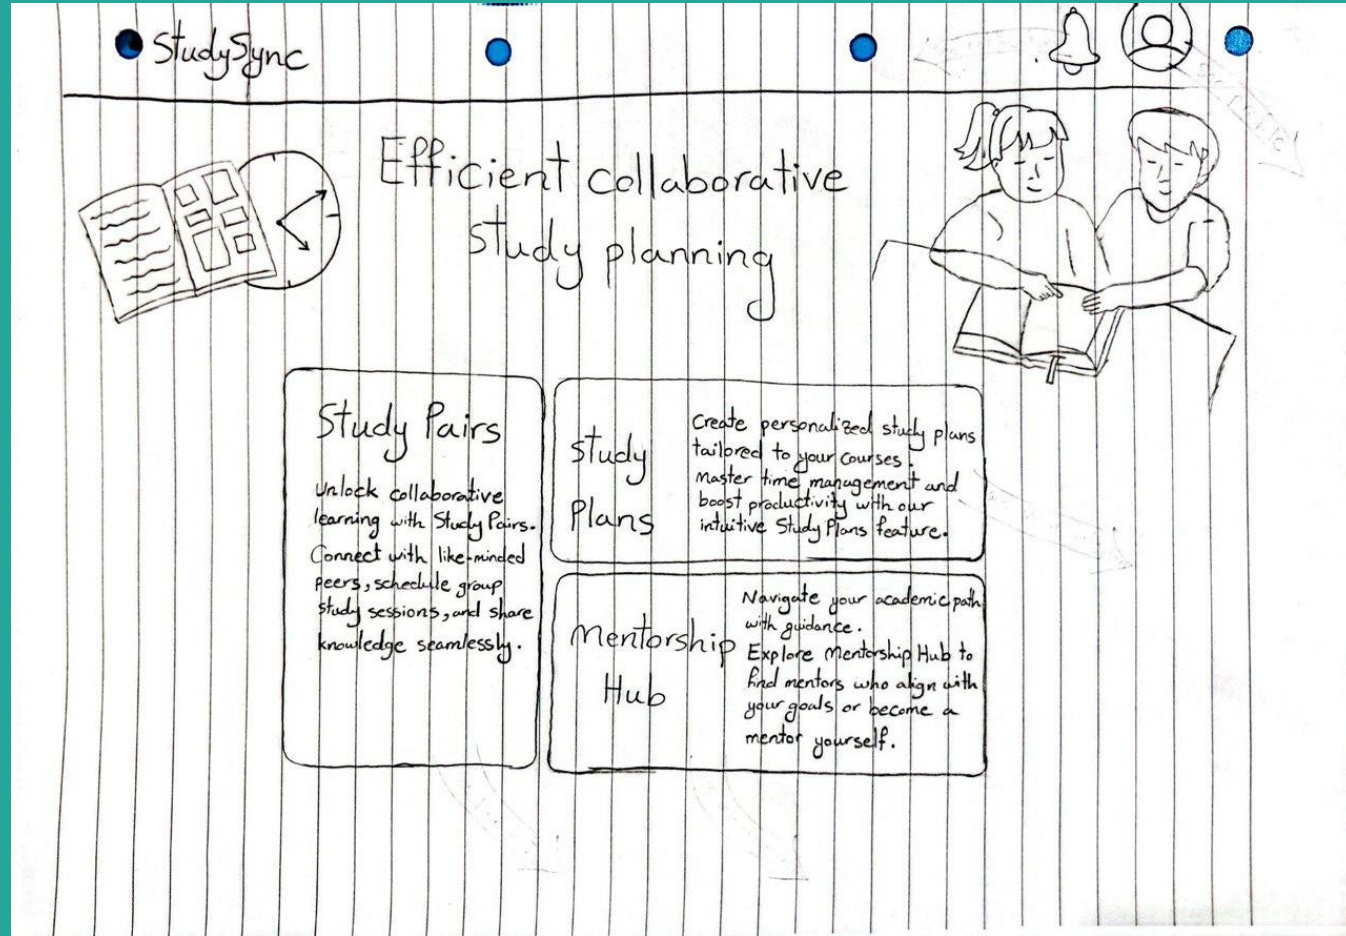 StudySync
Efficient collaborative
study planning
Study Pairs
Unlock collaborative
learning with Study Pairs.
Connect with like-minded
peers, schedule group
study sessions, and share
knowledge seamlessly.
Study
Plans
Create personalized study plans
tailored to your courses.
Master time management and
boost productivity with our
intuitive Study Plans feature.
Mentorship
Hub
Navigate your academic path
with guidance.
Explore Mentorship Hub to
find mentors who align with
your goals or become a
mentor yourself.